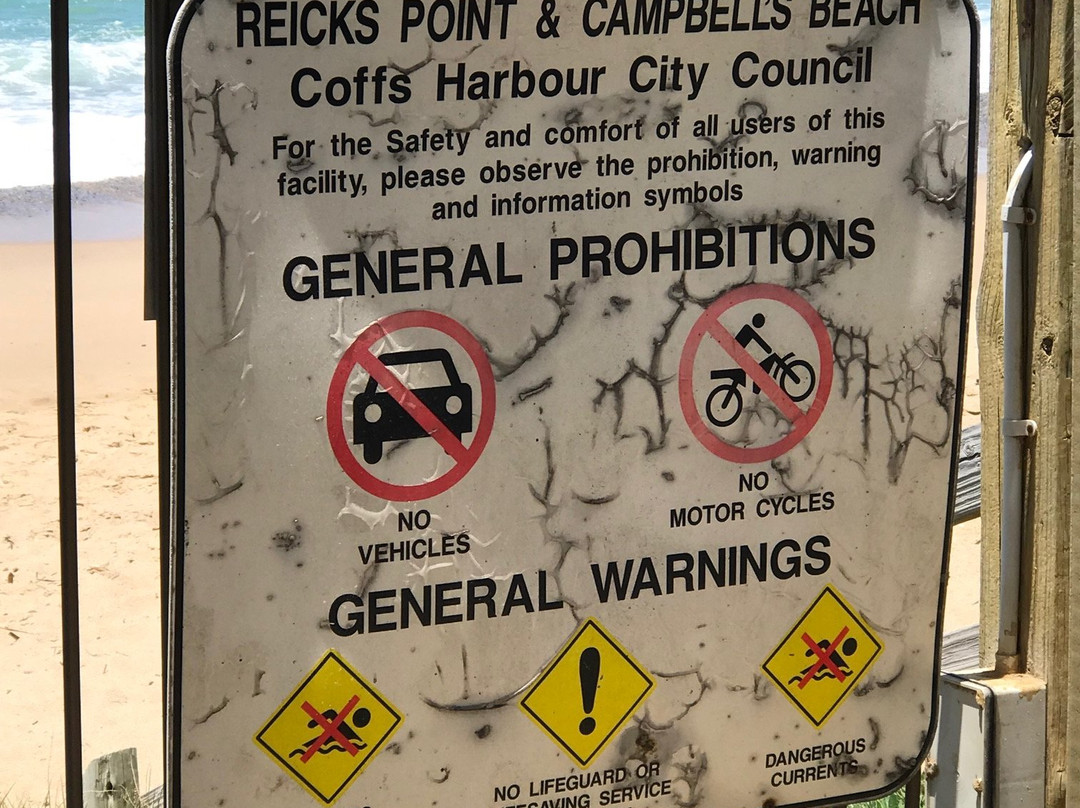 REICKS POINT & CAMPBELL'S BEACH
Coffs Harbour City Council
For the Safety and comfort of all users of this
facility, please observe the prohibition, warning
and information symbols
GENERAL PROHIBITIONS
NO
VEHICLES
NO
MOTOR CYCLES
GENERAL WARNINGS
NO LIFEGUARD OR
SERVICE
DANGEROUS
CURRENTS